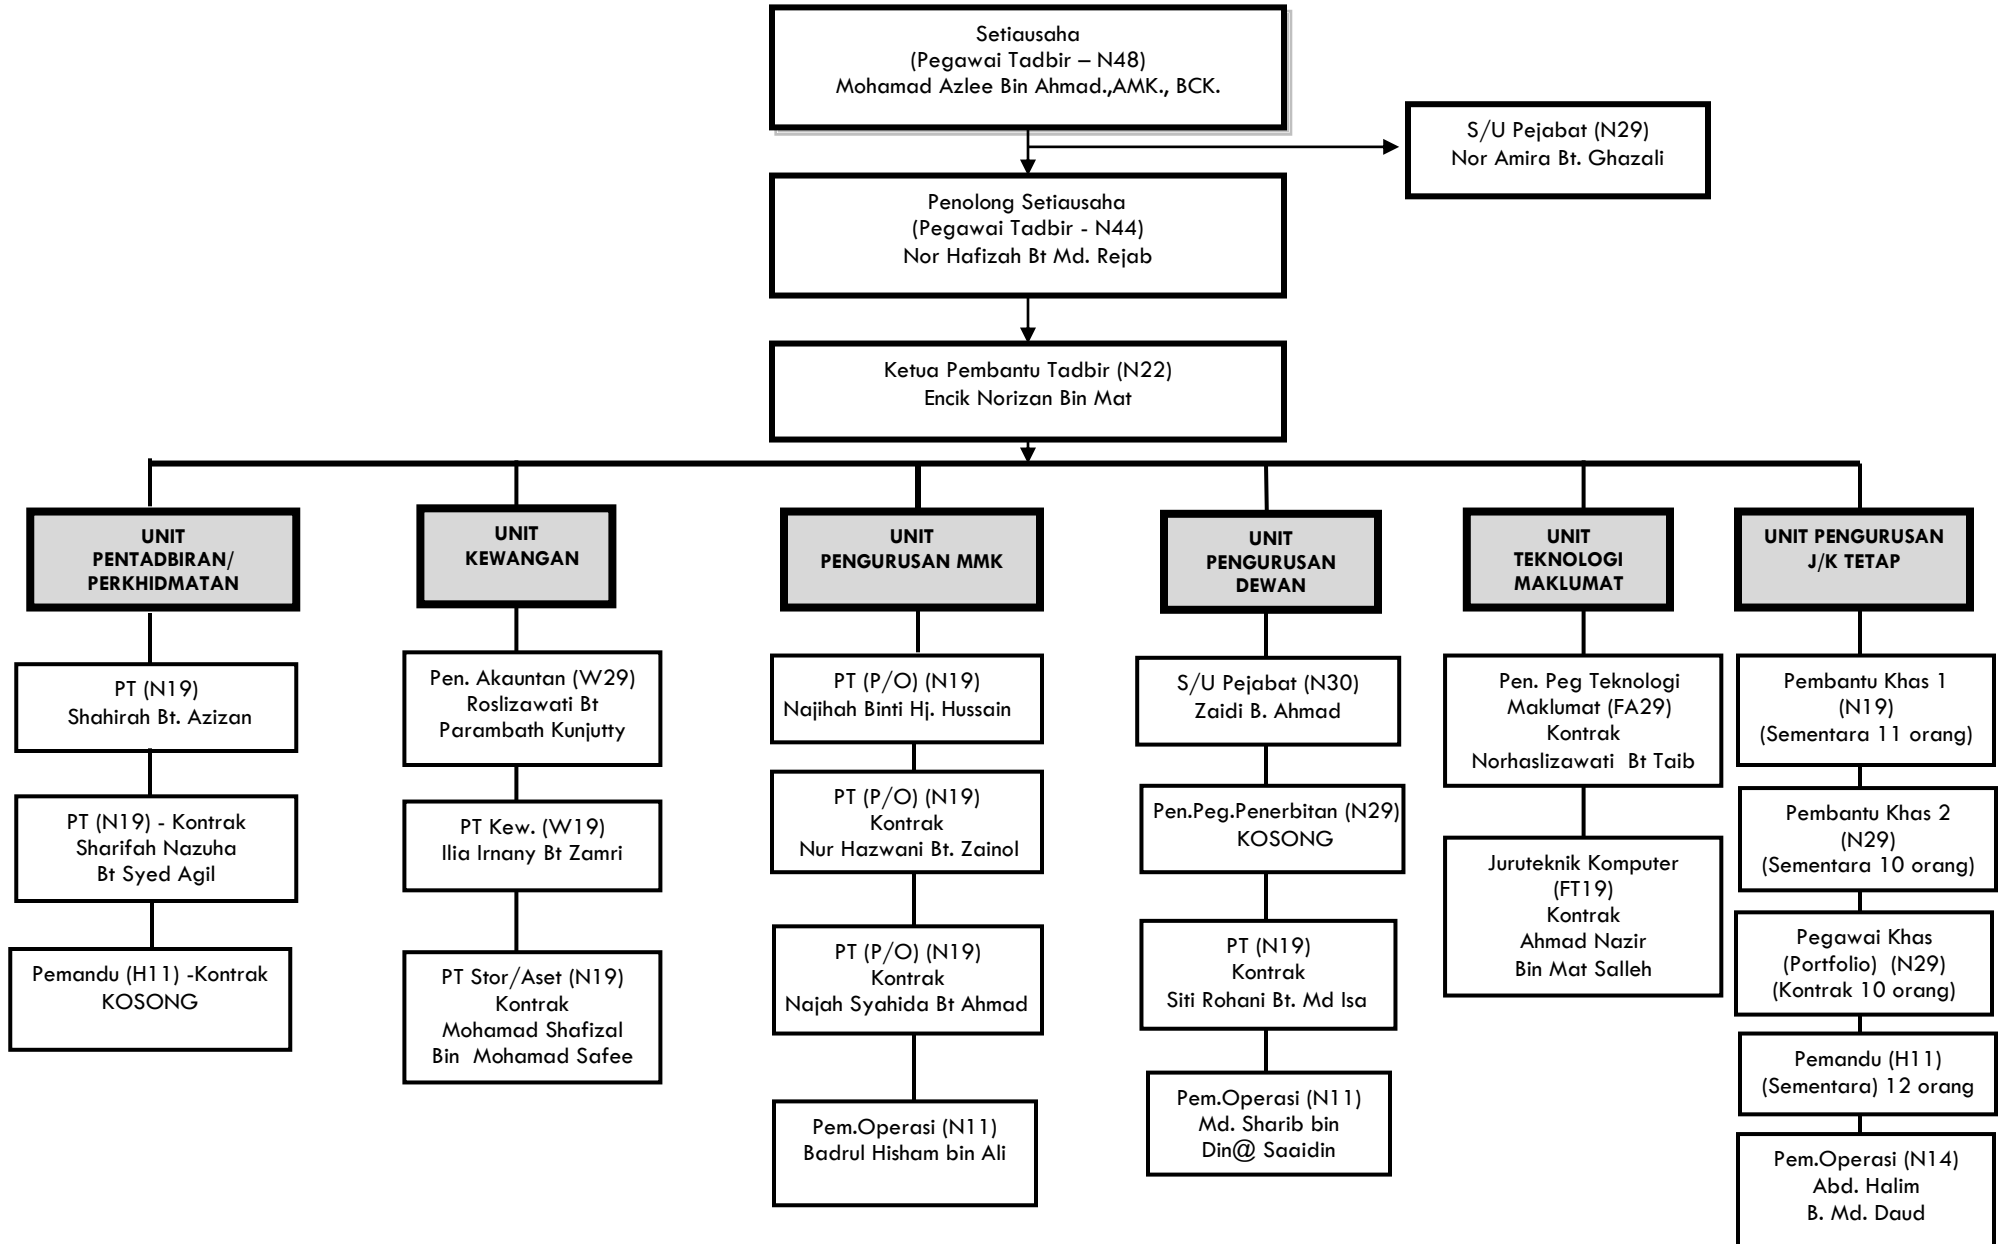 Setiausaha
(Pegawai Tadbir – N48)
Mohamad Azlee Bin Ahmad.,AMK., BCK.
S/U Pejabat (N29)
Nor Amira Bt. Ghazali
Penolong Setiausaha
(Pegawai Tadbir - N44)
Nor Hafizah Bt Md. Rejab
Ketua Pembantu Tadbir (N22)
Encik Norizan Bin Mat
UNIT
PENTADBIRAN/
PERKHIDMATAN
PT (N19)
Shahirah Bt. Azizan
PT (N19) - Kontrak
Sharifah Nazuha
Bt Syed Agil
Pemandu (H11) -Kontrak
KOSONG
UNIT
KEWANGAN
Pen. Akauntan (W29)
Roslizawati Bt
Parambath Kunjutty
PT Kew. (W19)
Ilia Irnany Bt Zamri
PT Stor/Aset (N19)
Kontrak
Mohamad Shafizal
Bin Mohamad Safee
UNIT
PENGURUSAN MMK
PT (P/O) (N19)
Najihah Binti Hj. Hussain
PT (P/O) (N19)
Kontrak
Nur Hazwani Bt. Zainol
PT (P/O) (N19)
Kontrak
Najah Syahida Bt Ahmad
Pem.Operasi (N11)
Badrul Hisham bin Ali
UNIT
PENGURUSAN
DEWAN
S/U Pejabat (N30)
Zaidi B. Ahmad
Pen.Peg.Penerbitan (N29)
KOSONG
PT (N19)
Kontrak
Siti Rohani Bt. Md Isa
Pem.Operasi (N11)
Md. Sharib bin
Din@ Saaidin
UNIT
TEKNOLOGI
MAKLUMAT
Pen. Peg Teknologi
Maklumat (FA29)
Kontrak
Norhaslizawati Bt Taib
Juruteknik Komputer
(FT19)
Kontrak
Ahmad Nazir
Bin Mat Salleh
UNIT PENGURUSAN
J/K TETAP
Pembantu Khas 1
(N19)
(Sementara 11 orang)
Pembantu Khas 2
(N29)
(Sementara 10 orang)
Pegawai Khas
(Portfolio) (N29)
(Kontrak 10 orang)
Pemandu (H11)
(Sementara) 12 orang
Pem.Operasi (N14)
Abd. Halim
B. Md. Daud